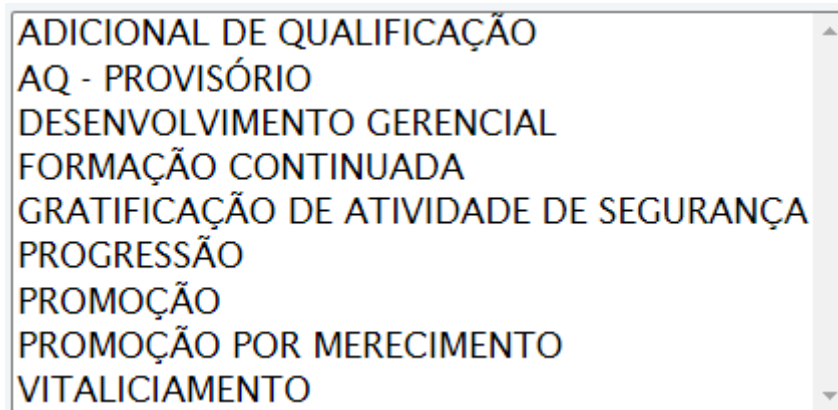 ADICIONAL DE QUALIFICAÇÃO
AQ - PROVISÓRIO
DESENVOLVIMENTO GERENCIAL
FORMAÇÃO CONTINUADA
GRATIFICAÇÃO DE ATIVIDADE DE SEGURANÇA
PROGRESSÃO
PROMOÇÃO
PROMOÇÃO POR MERECIMENTO
VITALICIAMENTO